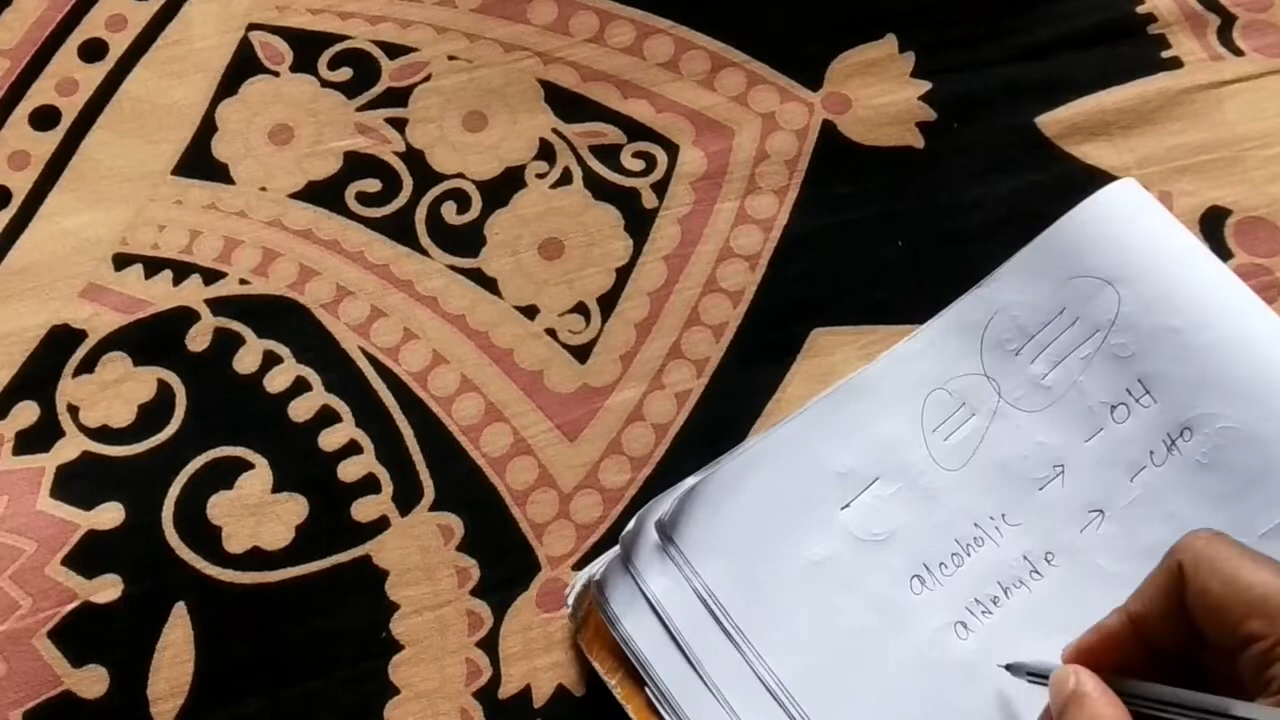 — = ≡
alcoholic → -OH
aldehyde → -CHO